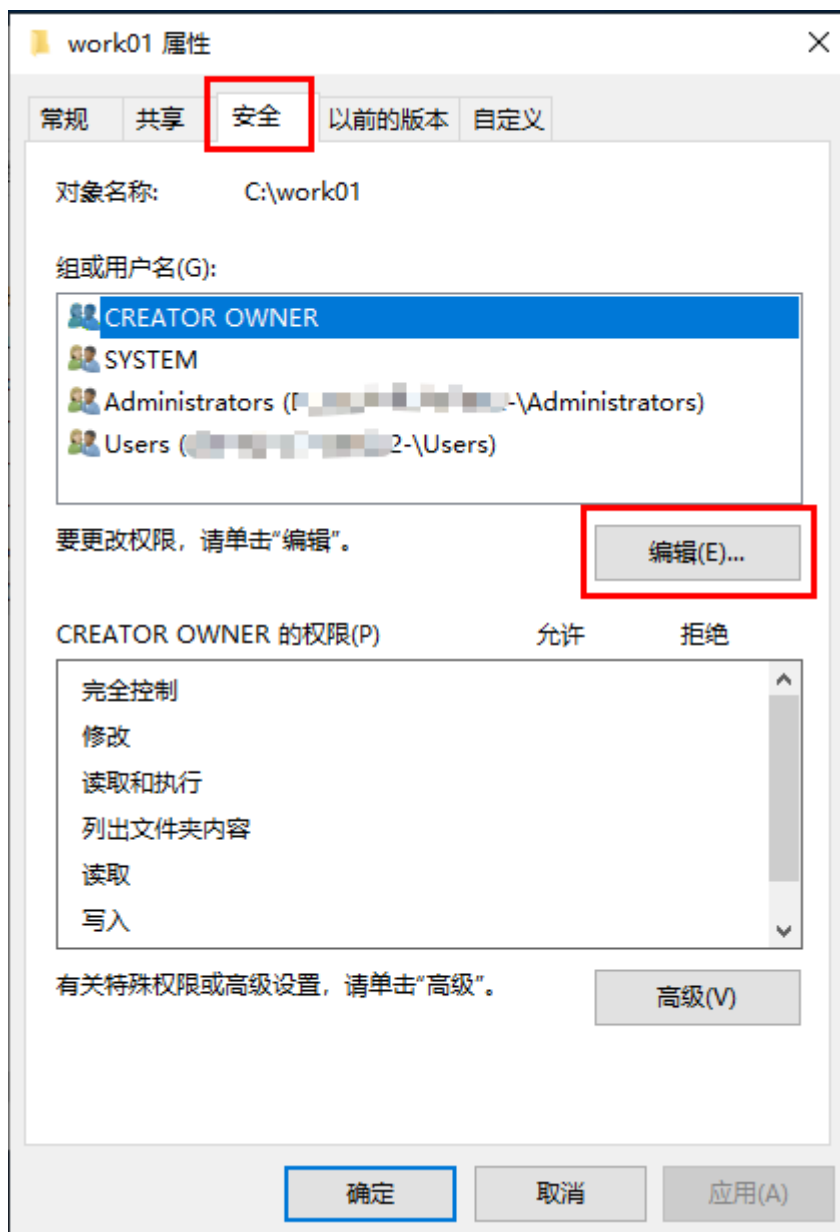 work01 属性
常规 共享 安全 以前的版本 自定义
对象名称: C:\work01
组或用户名(G):
CREATOR OWNER
SYSTEM
Administrators ( -\Administrators)
Users ( 2-\Users)
要更改权限，请单击“编辑”。
编辑(E)...
CREATOR OWNER 的权限(P) 允许 拒绝
完全控制
修改
读取和执行
列出文件夹内容
读取
写入
有关特殊权限或高级设置，请单击“高级”。
高级(V)
确定 取消 应用(A)